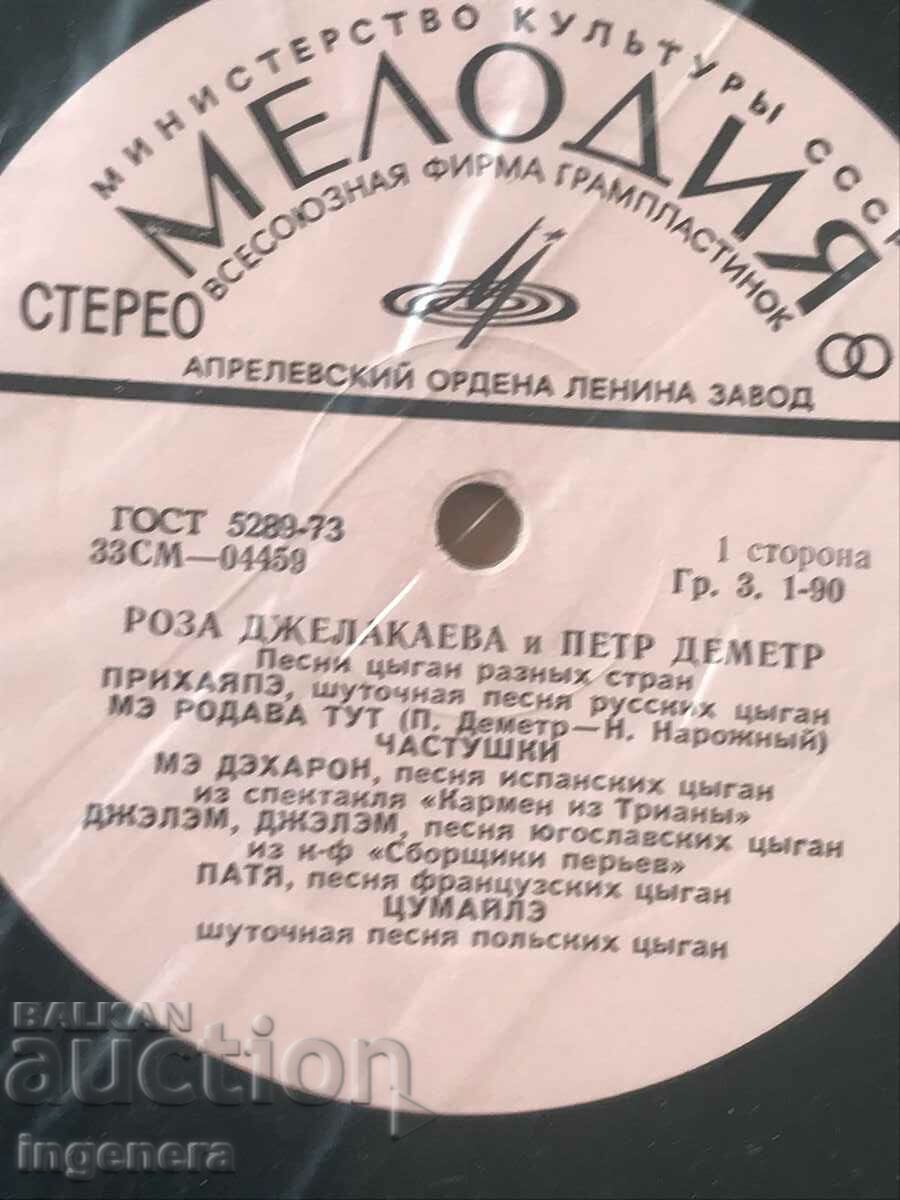 МИНИСТЕРСТВО КУЛЬТУРЫ СССР
МЕЛОДИЯ
ВСЕСОЮЗНАЯ ФИРМА ГРАМПЛАСТИНОК
СТЕРЕО
АПРЕЛЕВСКИЙ ОРДЕНА ЛЕНИНА ЗАВОД
ГОСТ 5289-73
33СМ—04459
1 сторона
Гр. 3. 1-90
РОЗА ДЖЕЛАКАЕВА и ПЕТР ДЕМЕТР
Песни цыган разных стран
ПРИХАЯПЭ, шуточная песня русских цыган
МЭ РОДАВА ТУТ (П. Деметр—Н. Нарожный)
ЧАСТУШКИ
МЭ ДЭХАРОН, песня испанских цыган
из спектакля «Кармен из Трианы»
ДЖЭЛЭМ, ДЖЭЛЭМ, песня югославских цыган
из к-ф «Сборщики перьев»
ПАТЯ, песня французских цыган
ЦУМАЙЛЭ
шуточная песня польских цыган
BALKAN
auction
ingenera